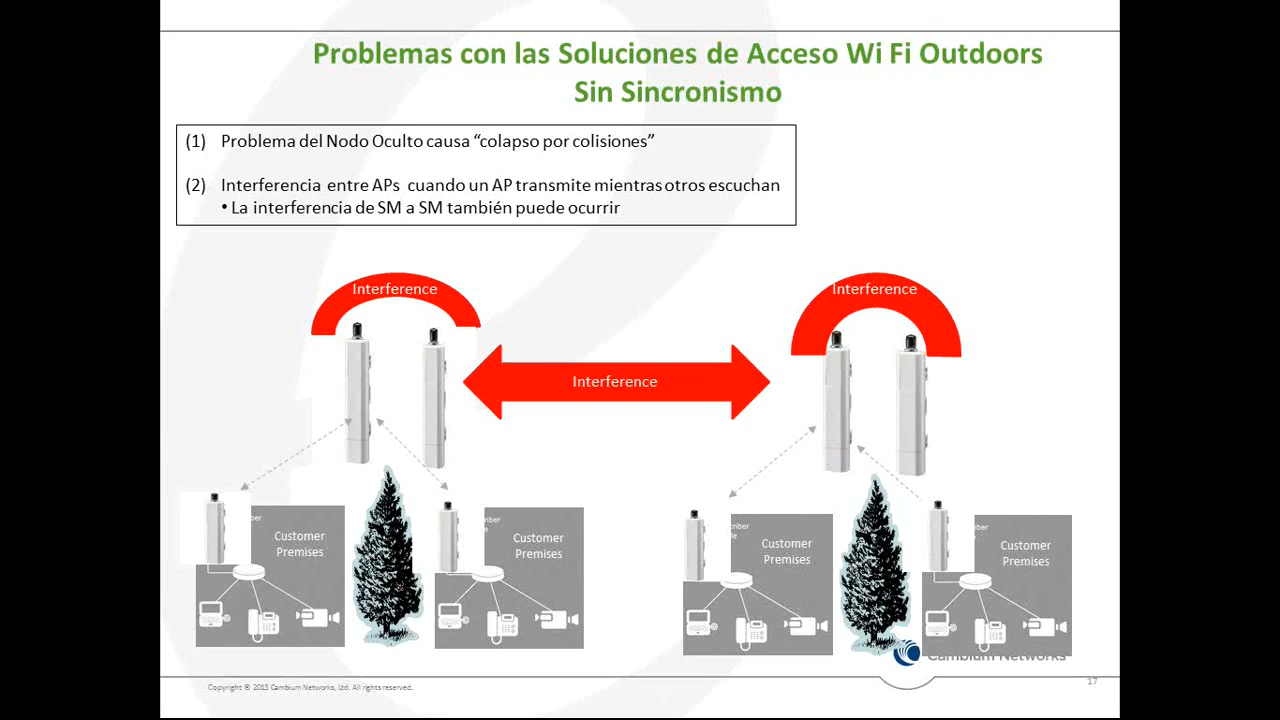 Problemas con las Soluciones de Acceso Wi Fi Outdoors
Sin Sincronismo
(1) Problema del Nodo Oculto causa “colapso por colisiones”
(2) Interferencia entre APs cuando un AP transmite mientras otros escuchan
• La interferencia de SM a SM también puede ocurrir
Interference
Interference
Interference
Customer
Premises
Customer
Premises
Customer
Premises
Customer
Premises
Cambium Networks
Copyright © 2013 Cambium Networks, Ltd. All rights reserved.
17